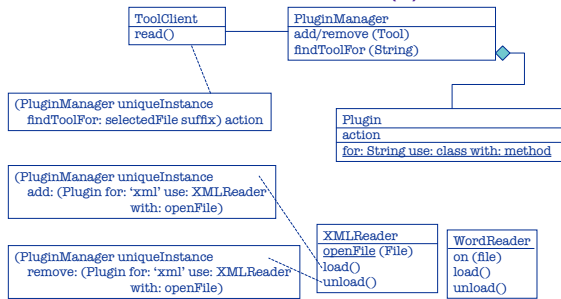 ToolClient
read()
PluginManager
add/remove (Tool)
findToolFor (String)
(PluginManager uniqueInstance
findToolFor: selectedFile suffix) action
Plugin
action
for: String use: class with: method
(PluginManager uniqueInstance
add: (Plugin for: ‘xml’ use: XMLReader
with: openFile)
XMLReader
openFile (File)
load()
unload()
WordReader
on (file)
load()
unload()
(PluginManager uniqueInstance
remove: (Plugin for: ‘xml’ use: XMLReader
with: openFile)